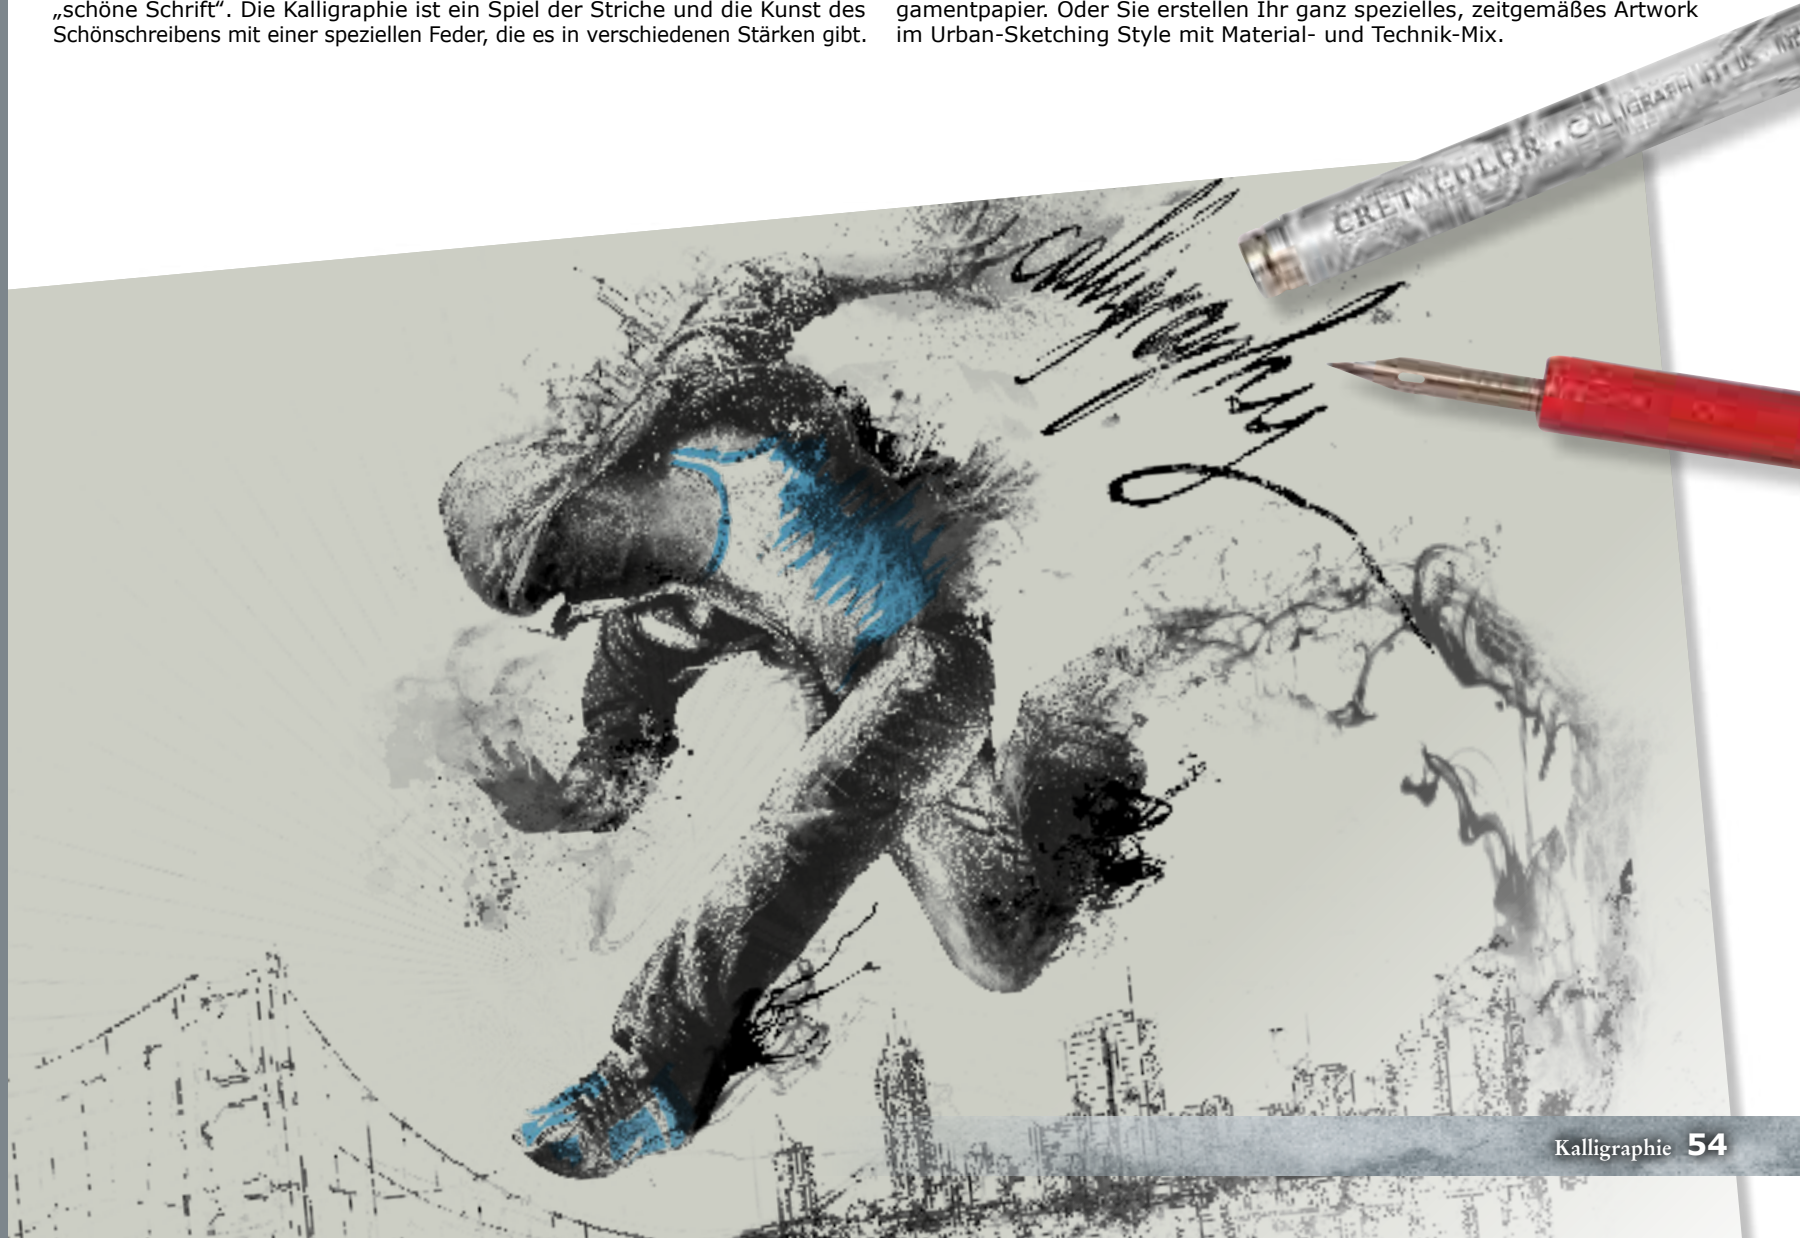 „schöne Schrift“. Die Kalligraphie ist ein Spiel der Striche und die Kunst des
Schönschreibens mit einer speziellen Feder, die es in verschiedenen Stärken gibt.
gamentpapier. Oder Sie erstellen Ihr ganz spezielles, zeitgemäßes Artwork
im Urban-Sketching Style mit Material- und Technik-Mix.
CRETACOLOR . CALLIGRAPH
calligraphy
Kalligraphie 54